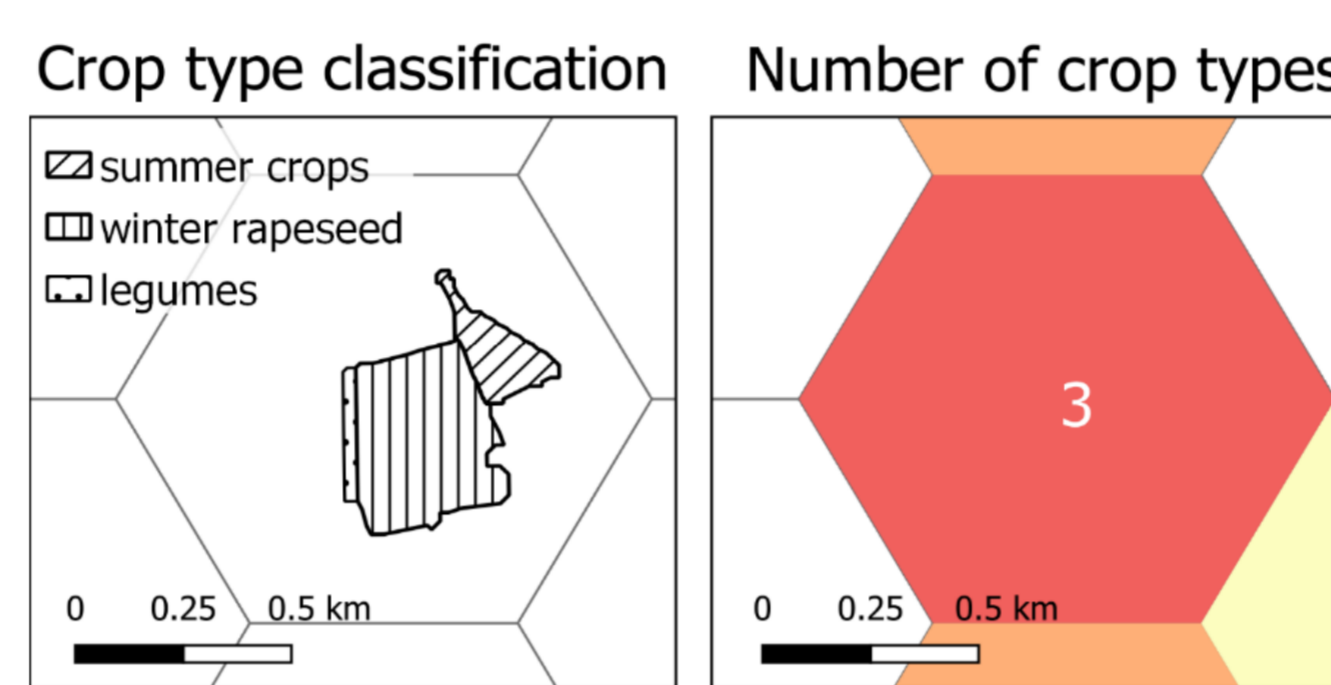 Crop type classification
summer crops
winter rapeseed
legumes
0 0.25 0.5 km
Number of crop types
3
0 0.25 0.5 km